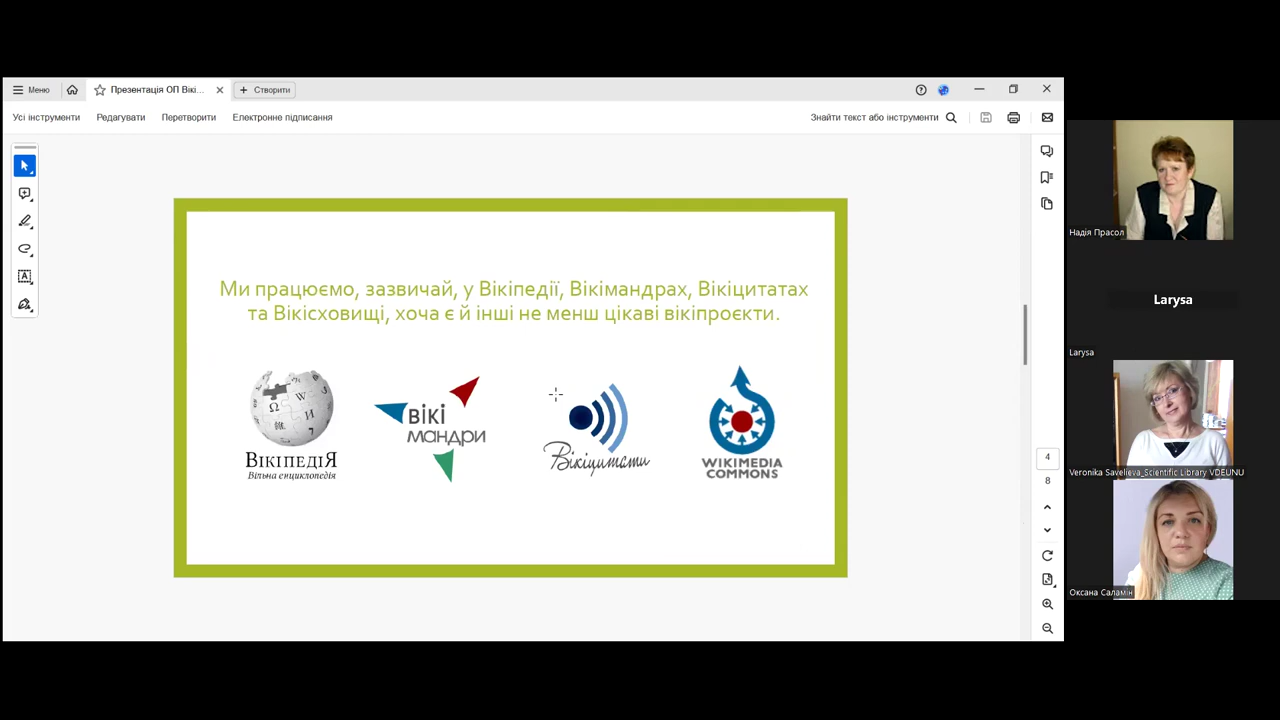 Меню
Презентація ОП Вікі...
Створити
Усі інструменти
Редагувати
Перетворити
Електронне підписання
Знайти текст або інструменти
Ми працюємо, зазвичай, у Вікіпедії, Вікімандрах, Вікіцитатах
та Вікісховищі, хоча є й інші не менш цікаві вікіпроєкти.
Ω
W
И
ВІКІПЕДІЯ
Вільна енциклопедія
вікі
мандри
Вікіцитати
WIKIMEDIA
COMMONS
4
8
Надія Прасол
Larysa
Larysa
Veronika Savelieva_Scientific Library VDEUNU
Оксана Саламін